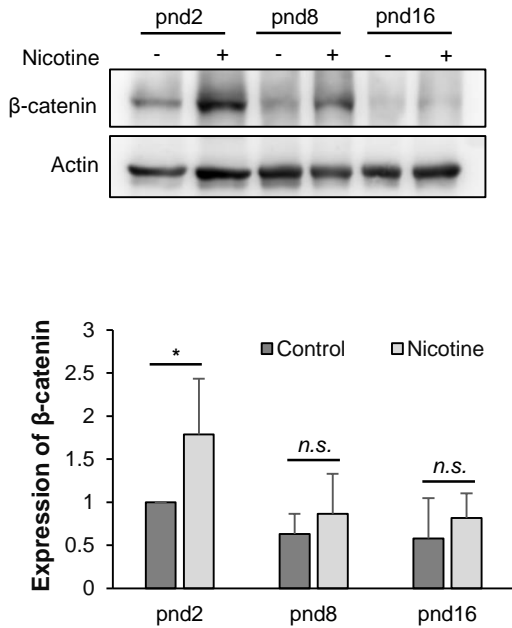 pnd2 pnd8 pnd16
Nicotine - + - + - +
β-catenin
Actin
Expression of β-catenin
3
2.5
2
1.5
1
0.5
0
Control Nicotine
*
n.s.
n.s.
pnd2 pnd8 pnd16